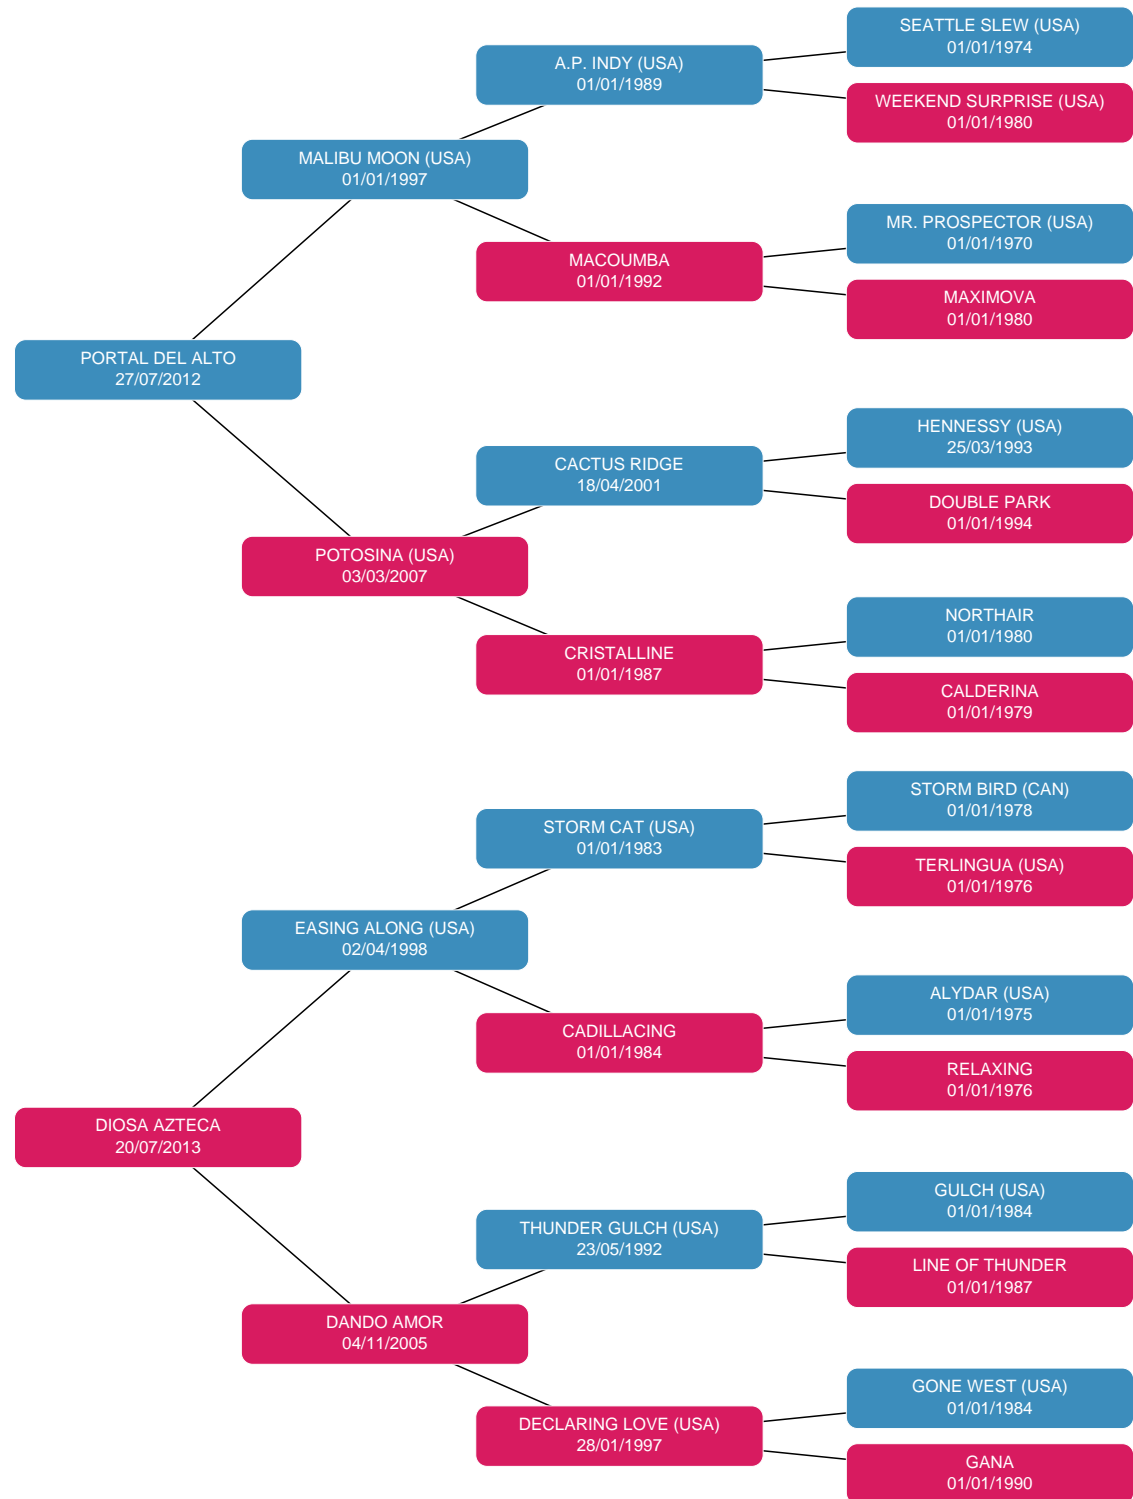 SEATTLE SLEW (USA)
01/01/1974
A.P. INDY (USA)
01/01/1989
WEEKEND SURPRISE (USA)
01/01/1980
MALIBU MOON (USA)
01/01/1997
MR. PROSPECTOR (USA)
01/01/1970
MACOUMBA
01/01/1992
MAXIMOVA
01/01/1980
PORTAL DEL ALTO
27/07/2012
HENNESSY (USA)
25/03/1993
CACTUS RIDGE
18/04/2001
DOUBLE PARK
01/01/1994
POTOSINA (USA)
03/03/2007
NORTHAIR
01/01/1980
CRISTALLINE
01/01/1987
CALDERINA
01/01/1979
STORM BIRD (CAN)
01/01/1978
STORM CAT (USA)
01/01/1983
TERLINGUA (USA)
01/01/1976
EASING ALONG (USA)
02/04/1998
ALYDAR (USA)
01/01/1975
CADILLACING
01/01/1984
RELAXING
01/01/1976
DIOSA AZTECA
20/07/2013
GULCH (USA)
01/01/1984
THUNDER GULCH (USA)
23/05/1992
LINE OF THUNDER
01/01/1987
DANDO AMOR
04/11/2005
GONE WEST (USA)
01/01/1984
DECLARING LOVE (USA)
28/01/1997
GANA
01/01/1990